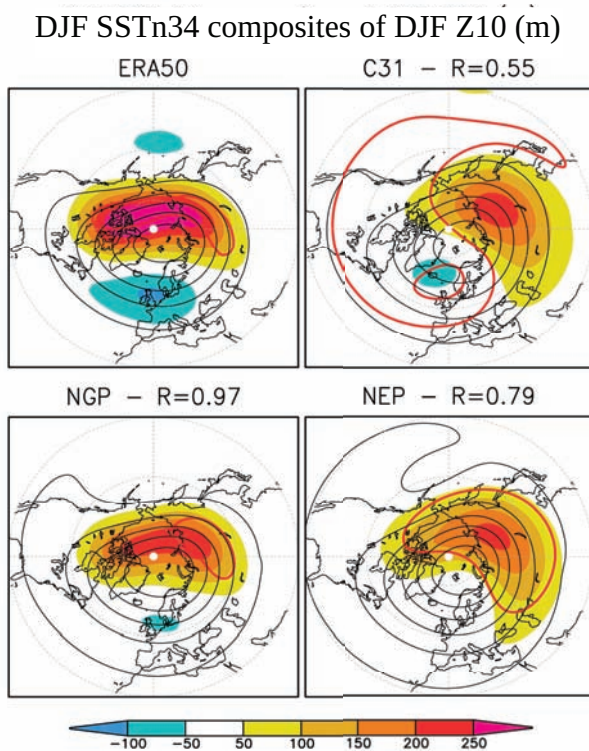 DJF SSTn34 composites of DJF Z10 (m)
ERA50
C31 – R=0.55
NGP – R=0.97
NEP – R=0.79
-100 -50 50 100 150 200 250